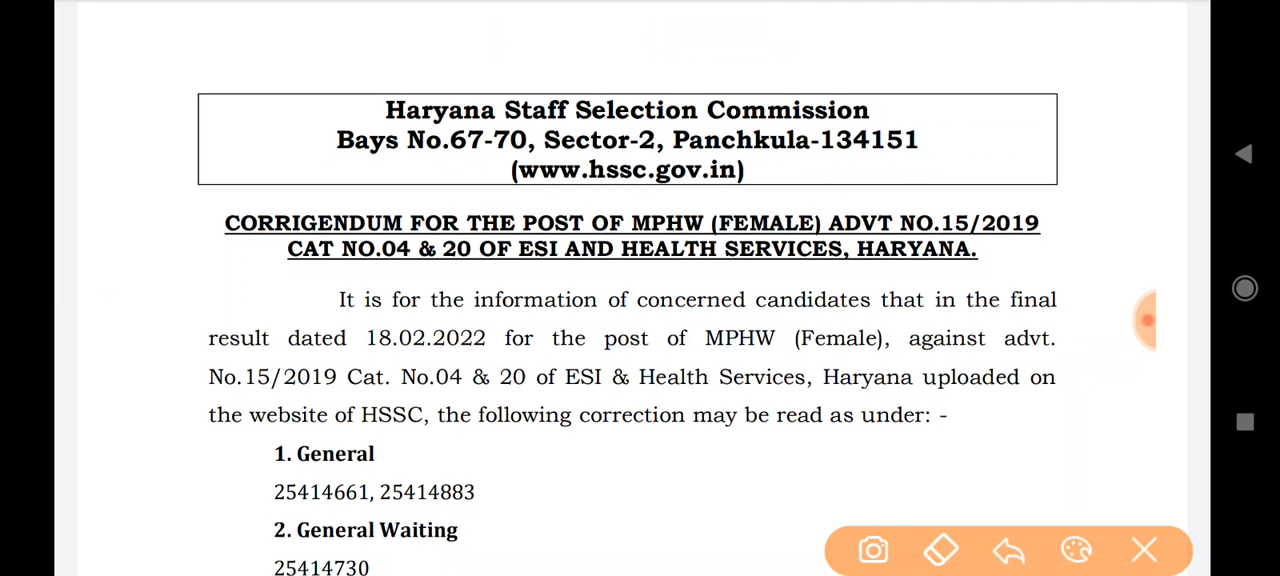 Haryana Staff Selection Commission
Bays No.67-70, Sector-2, Panchkula-134151
(www.hssc.gov.in)
CORRIGENDUM FOR THE POST OF MPHW (FEMALE) ADVT NO.15/2019
CAT NO.04 & 20 OF ESI AND HEALTH SERVICES, HARYANA.
It is for the information of concerned candidates that in the final
result dated 18.02.2022 for the post of MPHW (Female), against advt.
No.15/2019 Cat. No.04 & 20 of ESI & Health Services, Haryana uploaded on
the website of HSSC, the following correction may be read as under: -
1. General
25414661, 25414883
2. General Waiting
25414730